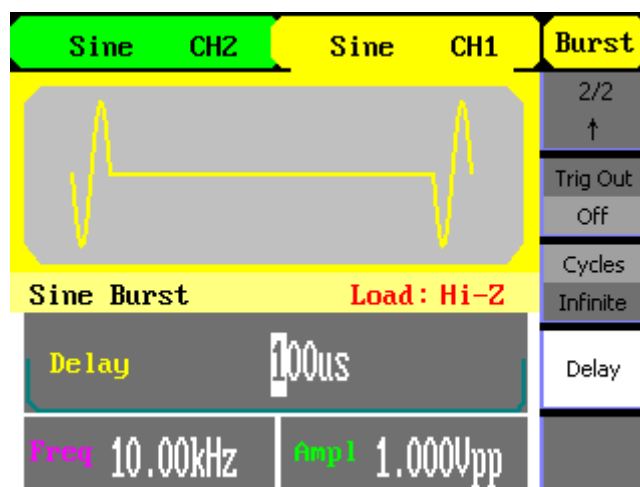 Sine CH2 Sine CH1 Burst
2/2
↑
Trig Out
Off
Cycles
Infinite
Sine Burst Load: Hi-Z
Delay 100us
Delay
Freq 10.00kHz Ampl 1.000Vpp